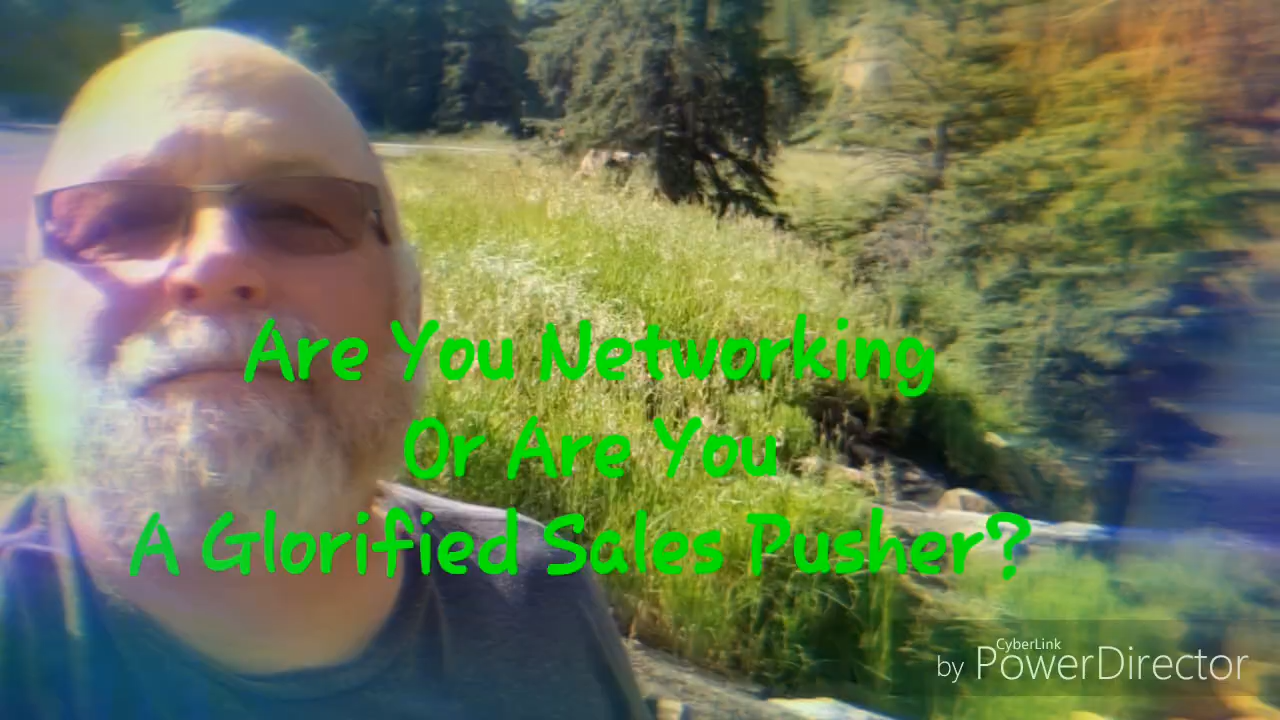 Are You Networking
Or Are You
A Glorified Sales Pusher?
CyberLink
by PowerDirector